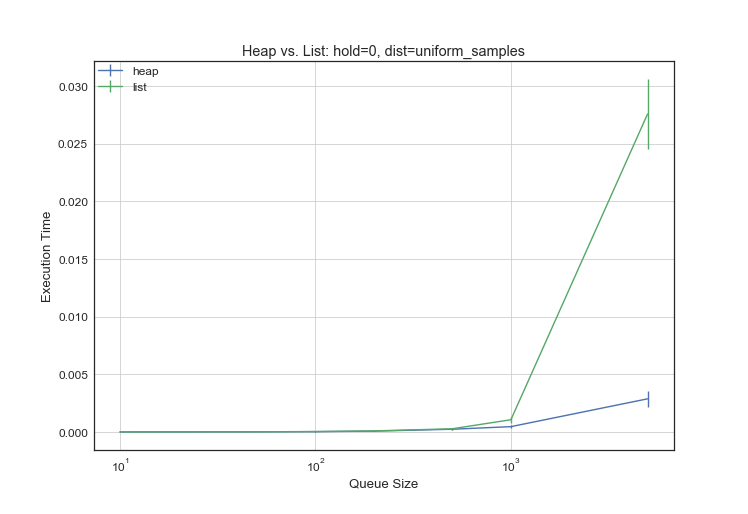 Heap vs. List: hold=0, dist=uniform_samples
heap
list
0.030
0.025
0.020
0.015
0.010
0.005
0.000
Execution Time
10¹
10²
10³
Queue Size